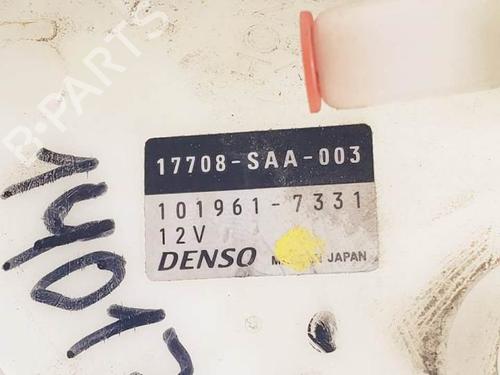 B-PARTS
17708-SAA-003
101961-7331
12V
DENSO
JAPAN